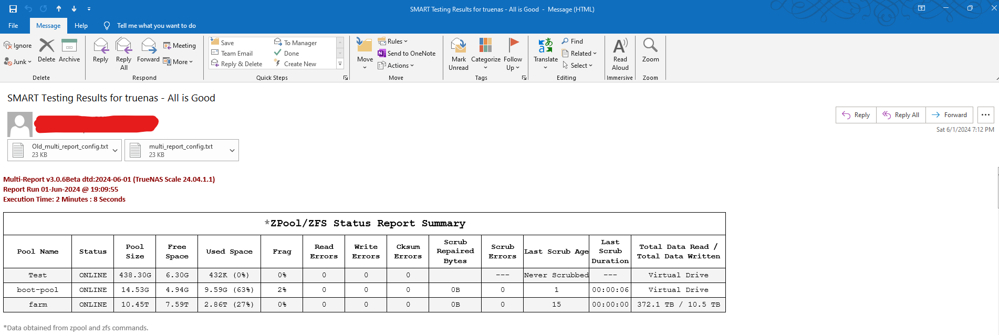 SMART Testing Results for truenas - All is Good - Message (HTML)
File Message Help Tell me what you want to do
Ignore
Junk
Delete
Archive
Delete
Reply
Reply All
Forward
Meeting
More
Respond
Save
Team Email
Reply & Delete
To Manager
Done
Create New
Quick Steps
Move
Rules
Send to OneNote
Actions
Move
Mark Unread
Categorize
Follow Up
Tags
Translate
Find
Related
Select
Editing
Read Aloud
Immersive
Zoom
Zoom
SMART Testing Results for truenas - All is Good
Reply Reply All Forward
Sat 6/1/2024 7:12 PM
Old_multi_report_config.txt
23 KB
multi_report_config.txt
23 KB
Multi-Report v3.0.6Beta dtd:2024-06-01 (TrueNAS Scale 24.04.1.1)
Report Run 01-Jun-2024 @ 19:09:55
Execution Time: 2 Minutes : 8 Seconds
*ZPool/ZFS Status Report Summary
Pool Name Status Pool Size Free Space Used Space Frag Read Errors Write Errors Cksum Errors Scrub Repaired Bytes Scrub Errors Last Scrub Age Last Scrub Duration Total Data Read / Total Data Written
Test ONLINE 438.30G 6.30G 432K (0%) 0% 0 0 0 --- Never Scrubbed --- Virtual Drive
boot-pool ONLINE 14.53G 4.94G 9.59G (63%) 2% 0 0 0 0B 0 1 00:00:06 Virtual Drive
farm ONLINE 10.45T 7.59T 2.86T (27%) 0% 0 0 0 0B 0 15 00:00:00 372.1 TB / 10.5 TB
*Data obtained from zpool and zfs commands.